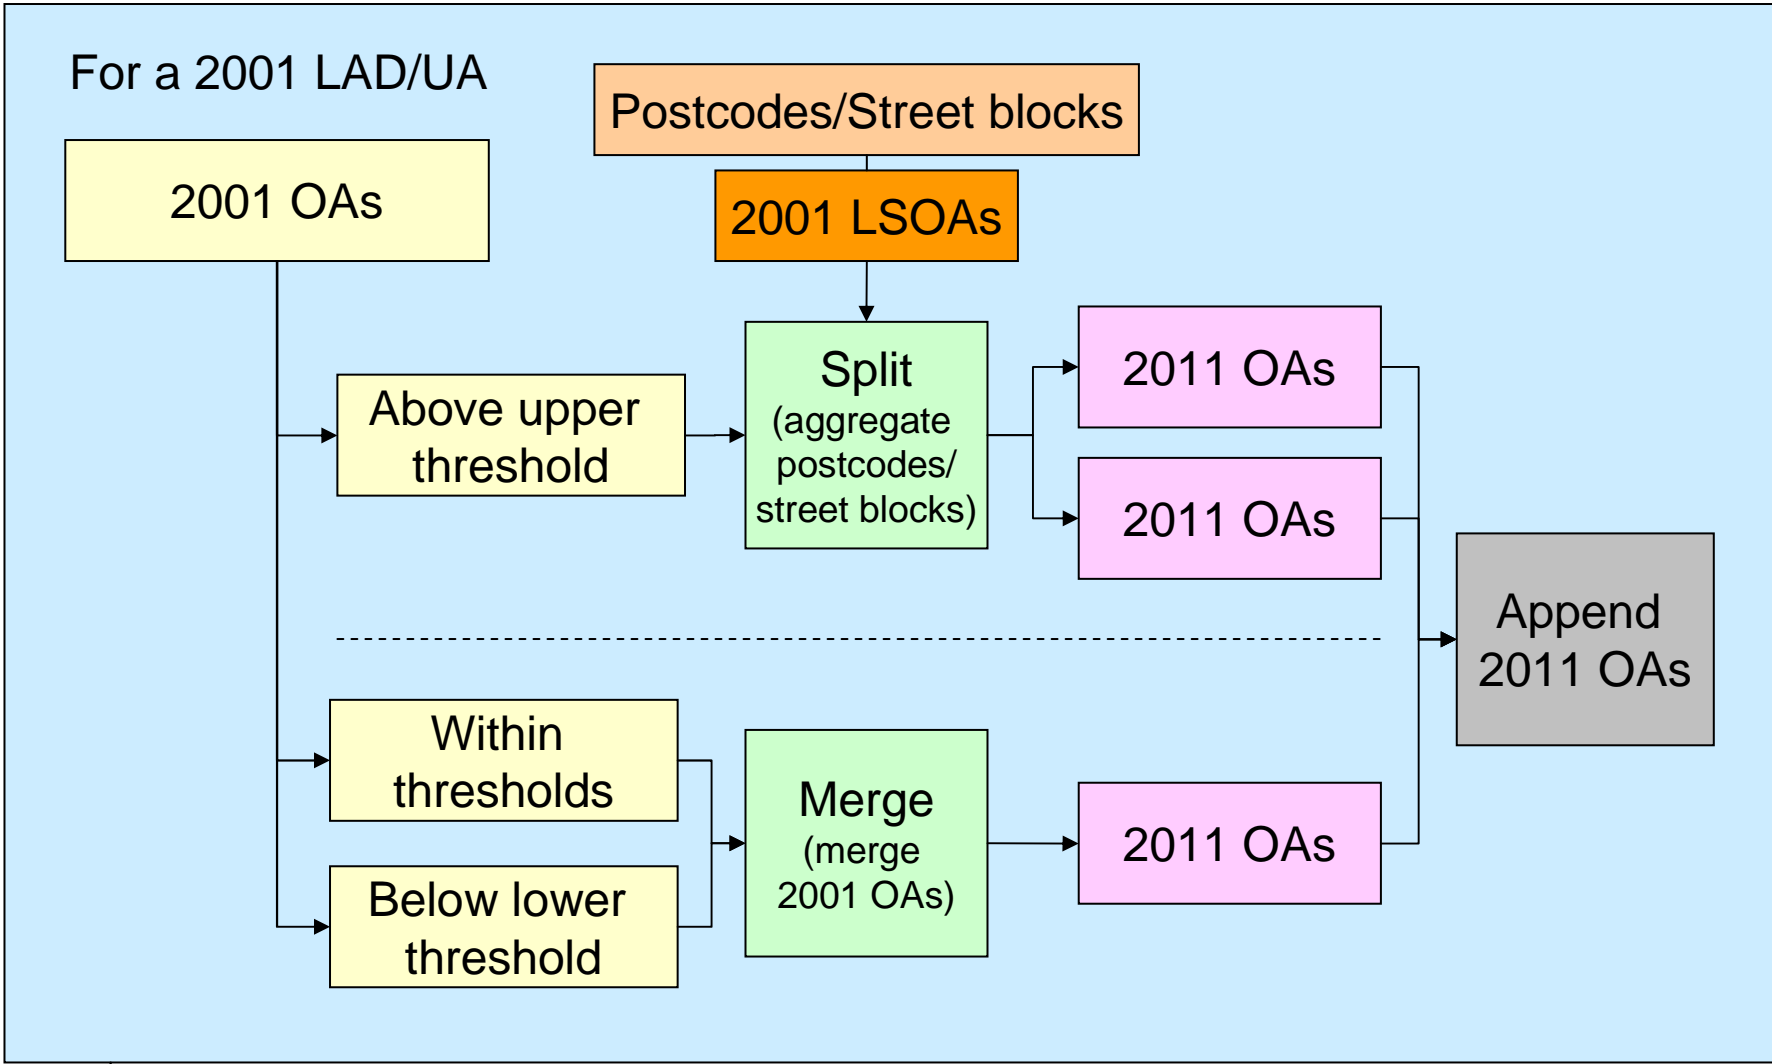 For a 2001 LAD/UA
Postcodes/Street blocks
2001 OAs
2001 LSOAs
Above upper
threshold
Split
(aggregate
postcodes/
street blocks)
2011 OAs
2011 OAs
Append
2011 OAs
Within
thresholds
Below lower
threshold
Merge
(merge
2001 OAs)
2011 OAs